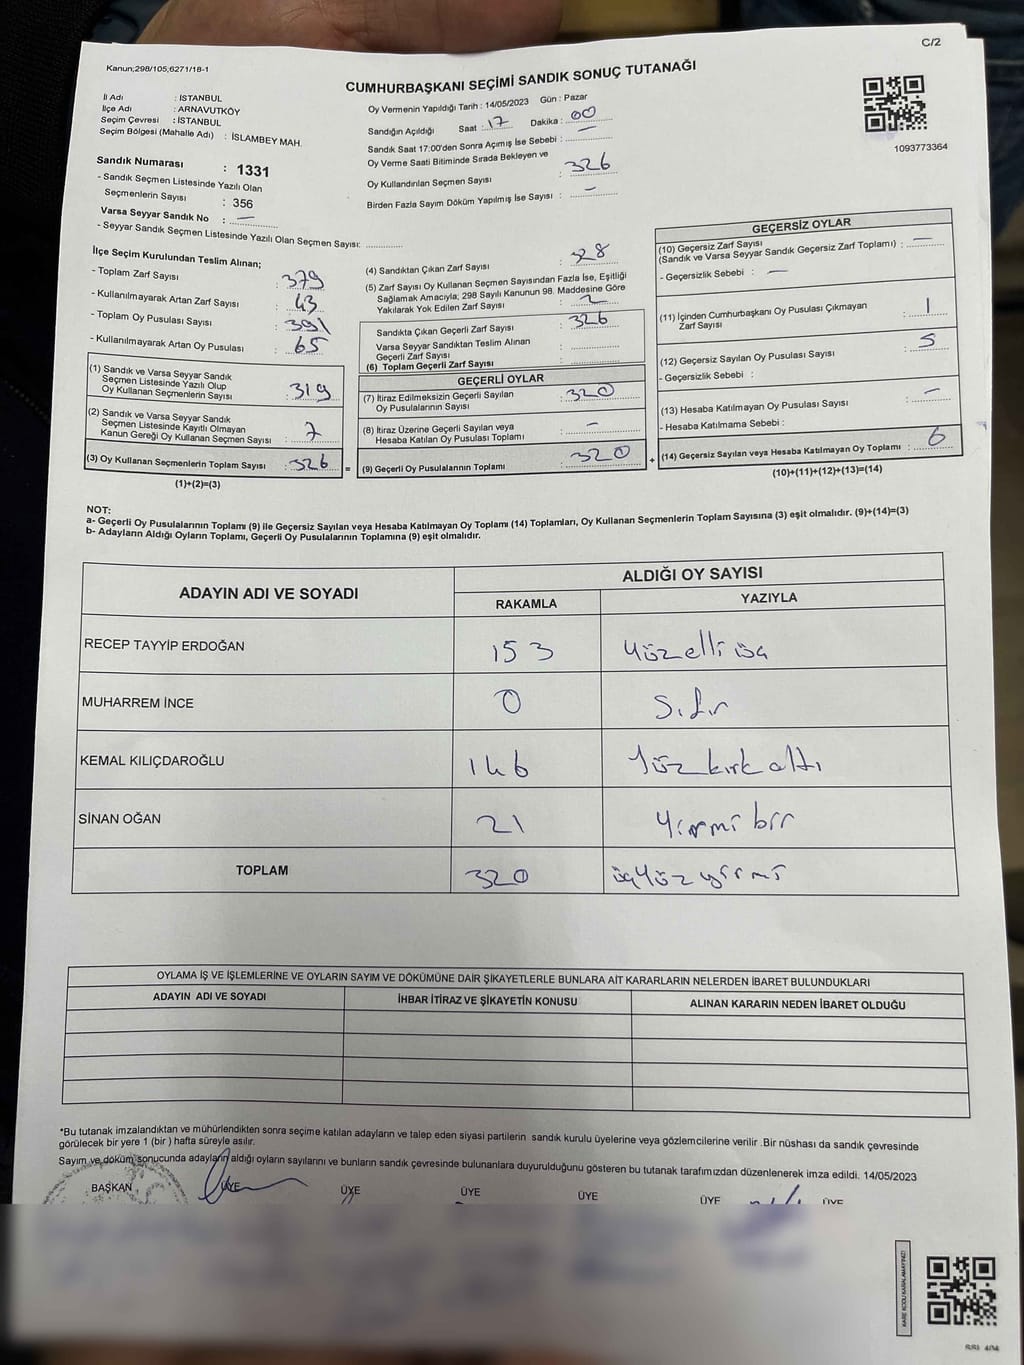 C/2
Kanun;298/105,6271/18-1
CUMHURBAŞKANI SEÇİMİ SANDIK SONUÇ TUTANAĞI
İl Adı : İSTANBUL
İlçe Adı : ARNAVUTKÖY
Seçim Çevresi : İSTANBUL
Seçim Bölgesi (Mahalle Adı) : İSLAMBEY MAH.
Oy Vermenin Yapıldığı Tarih : 14/05/2023 Gün : Pazar
Sandığın Açıldığı Saat : 17 Dakika : 00
Sandık Saat 17:00'den Sonra Açımış İse Sebebi : —
Oy Verme Saati Bitiminde Sırada Bekleyen ve
Oy Kullandırılan Seçmen Sayısı : 326
Birden Fazla Sayım Döküm Yapılmış İse Sayısı : —
1093773364
Sandık Numarası : 1331
- Sandık Seçmen Listesinde Yazılı Olan
Seçmenlerin Sayısı : 356
Varsa Seyyar Sandık No : —
- Seyyar Sandık Seçmen Listesinde Yazılı Olan Seçmen Sayısı: ............
İlçe Seçim Kurulundan Teslim Alınan;
- Toplam Zarf Sayısı : 379
- Kullanılmayarak Artan Zarf Sayısı : 43
- Toplam Oy Pusulası Sayısı : 391
- Kullanılmayarak Artan Oy Pusulası : 65
(1) Sandık ve Varsa Seyyar Sandık
Seçmen Listesinde Yazılı Olup
Oy Kullanan Seçmenlerin Sayısı : 319
(2) Sandık ve Varsa Seyyar Sandık
Seçmen Listesinde Kayıtlı Olmayan
Kanun Gereği Oy Kullanan Seçmen Sayısı : 7
(3) Oy Kullanan Seçmenlerin Toplam Sayısı : 326
(1)+(2)=(3)
(4) Sandıktan Çıkan Zarf Sayısı : 328
(5) Zarf Sayısı Oy Kullanan Seçmen Sayısından Fazla İse, Eşitliği
Sağlamak Amacıyla; 298 Sayılı Kanunun 98. Maddesine Göre
Yakılarak Yok Edilen Zarf Sayısı : 2
Sandıkta Çıkan Geçerli Zarf Sayısı : 326
Varsa Seyyar Sandıktan Teslim Alınan
Geçerli Zarf Sayısı :
(6) Toplam Geçerli Zarf Sayısı :
=
GEÇERLİ OYLAR
(7) İtiraz Edilmeksizin Geçerli Sayılan
Oy Pusulalarının Sayısı : 320
(8) İtiraz Üzerine Geçerli Sayılan veya
Hesaba Katılan Oy Pusulası Toplamı : —
(9) Geçerli Oy Pusulalarının Toplamı : 320
+
GEÇERSİZ OYLAR
(10) Geçersiz Zarf Sayısı
(Sandık ve Varsa Seyyar Sandık Geçersiz Zarf Toplamı) : —
- Geçersizlik Sebebi : —
(11) İçinden Cumhurbaşkanı Oy Pusulası Çıkmayan
Zarf Sayısı : 1
(12) Geçersiz Sayılan Oy Pusulası Sayısı : 5
- Geçersizlik Sebebi :
(13) Hesaba Katılmayan Oy Pusulası Sayısı : —
- Hesaba Katılmama Sebebi :
(14) Geçersiz Sayılan veya Hesaba Katılmayan Oy Toplamı : 6
(10)+(11)+(12)+(13)=(14)
NOT:
a- Geçerli Oy Pusulalarının Toplamı (9) ile Geçersiz Sayılan veya Hesaba Katılmayan Oy Toplamı (14) Toplamları, Oy Kullanan Seçmenlerin Toplam Sayısına (3) eşit olmalıdır. (9)+(14)=(3)
b- Adayların Aldığı Oyların Toplamı, Geçerli Oy Pusulalarının Toplamına (9) eşit olmalıdır.
ADAYIN ADI VE SOYADI ALDIĞI OY SAYISI
RAKAMLA YAZIYLA
RECEP TAYYİP ERDOĞAN 153 Yüzelli üç
MUHARREM İNCE 0 Sıfır
KEMAL KILIÇDAROĞLU 146 Yüz kırk altı
SİNAN OĞAN 21 Yirmi bir
TOPLAM 320 üçyüz yirmi
OYLAMA İŞ VE İŞLEMLERİNE VE OYLARIN SAYIM VE DÖKÜMÜNE DAİR ŞİKAYETLERLE BUNLARA AİT KARARLARIN NELERDEN İBARET BULUNDUKLARI
ADAYIN ADI VE SOYADI İHBAR İTİRAZ VE ŞİKAYETİN KONUSU ALINAN KARARIN NEDEN İBARET OLDUĞU
*Bu tutanak imzalandıktan ve mühürlendikten sonra seçime katılan adayların ve talep eden siyasi partilerin sandık kurulu üyelerine veya gözlemcilerine verilir .Bir nüshası da sandık çevresinde
görülecek bir yere 1 (bir ) hafta süreyle asılır.
Sayım ve döküm sonucunda adayların aldığı oyların sayılarını ve bunların sandık çevresinde bulunanlara duyurulduğunu gösteren bu tutanak tarafımızdan düzenlenerek imza edildi. 14/05/2023
BAŞKAN ÜYE ÜYE ÜYE ÜYE ÜYE ÜYE
KARE KODU KARALAMAYINIZ!